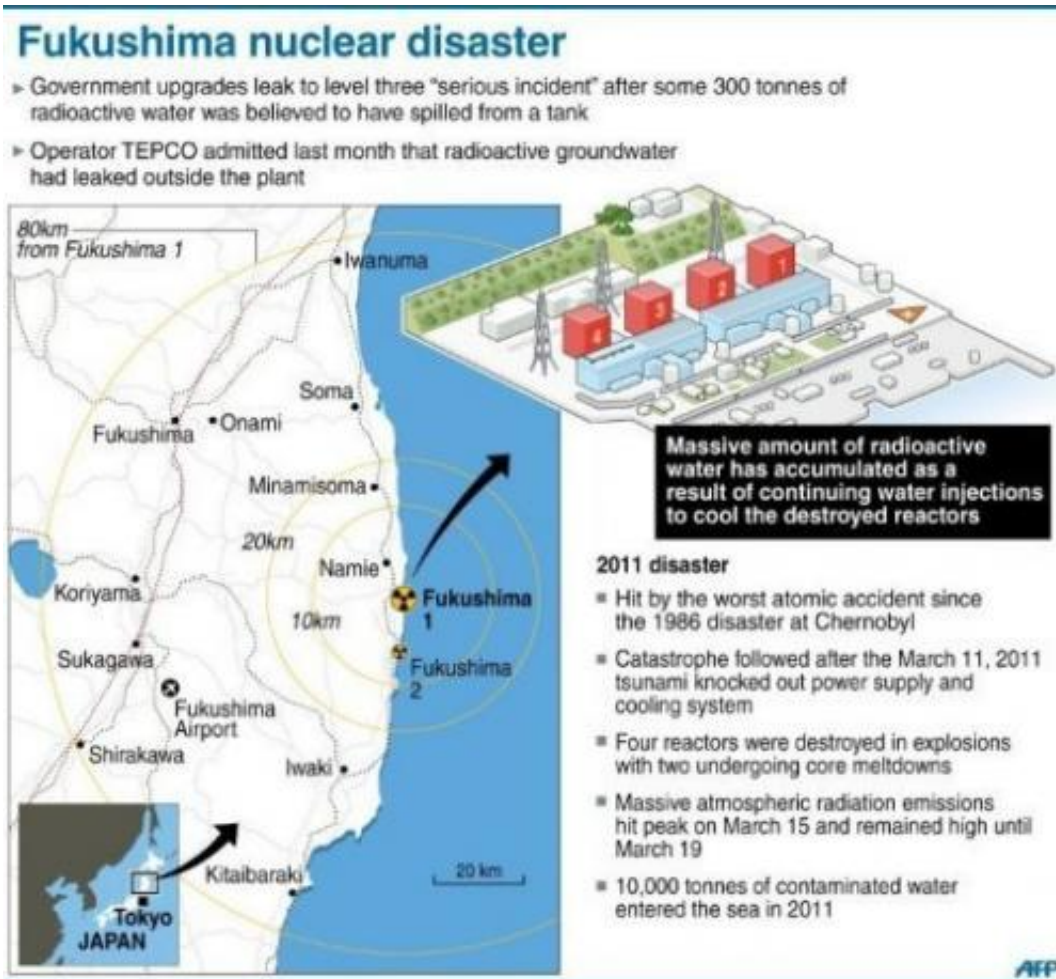 Fukushima nuclear disaster
▸ Government upgrades leak to level three "serious incident" after some 300 tonnes of
radioactive water was believed to have spilled from a tank
▸ Operator TEPCO admitted last month that radioactive groundwater
had leaked outside the plant
80km
from Fukushima 1
Iwanuma
Soma
Fukushima
Onami
Minamisoma
20km
Namie
Koriyama
10km
Fukushima
1
Sukagawa
Fukushima
2
Fukushima
Airport
Shirakawa
Iwaki
Kitaibaraki
20 km
Tokyo
JAPAN
1
2
3
4
Massive amount of radioactive
water has accumulated as a
result of continuing water injections
to cool the destroyed reactors
2011 disaster
■ Hit by the worst atomic accident since
the 1986 disaster at Chernobyl
■ Catastrophe followed after the March 11, 2011
tsunami knocked out power supply and
cooling system
■ Four reactors were destroyed in explosions
with two undergoing core meltdowns
■ Massive atmospheric radiation emissions
hit peak on March 15 and remained high until
March 19
■ 10,000 tonnes of contaminated water
entered the sea in 2011
AFP